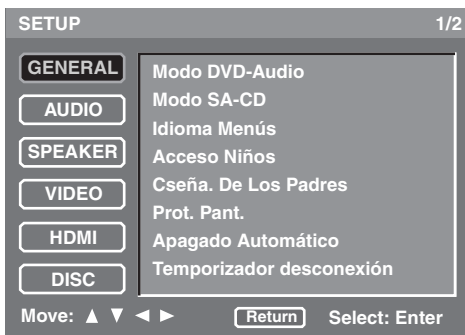 SETUP 1/2
GENERAL
AUDIO
SPEAKER
VIDEO
HDMI
DISC
Modo DVD-Audio
Modo SA-CD
Idioma Menús
Acceso Niños
Cseña. De Los Padres
Prot. Pant.
Apagado Automático
Temporizador desconexión
Move: ▲ ▼ ◄ ► Return Select: Enter